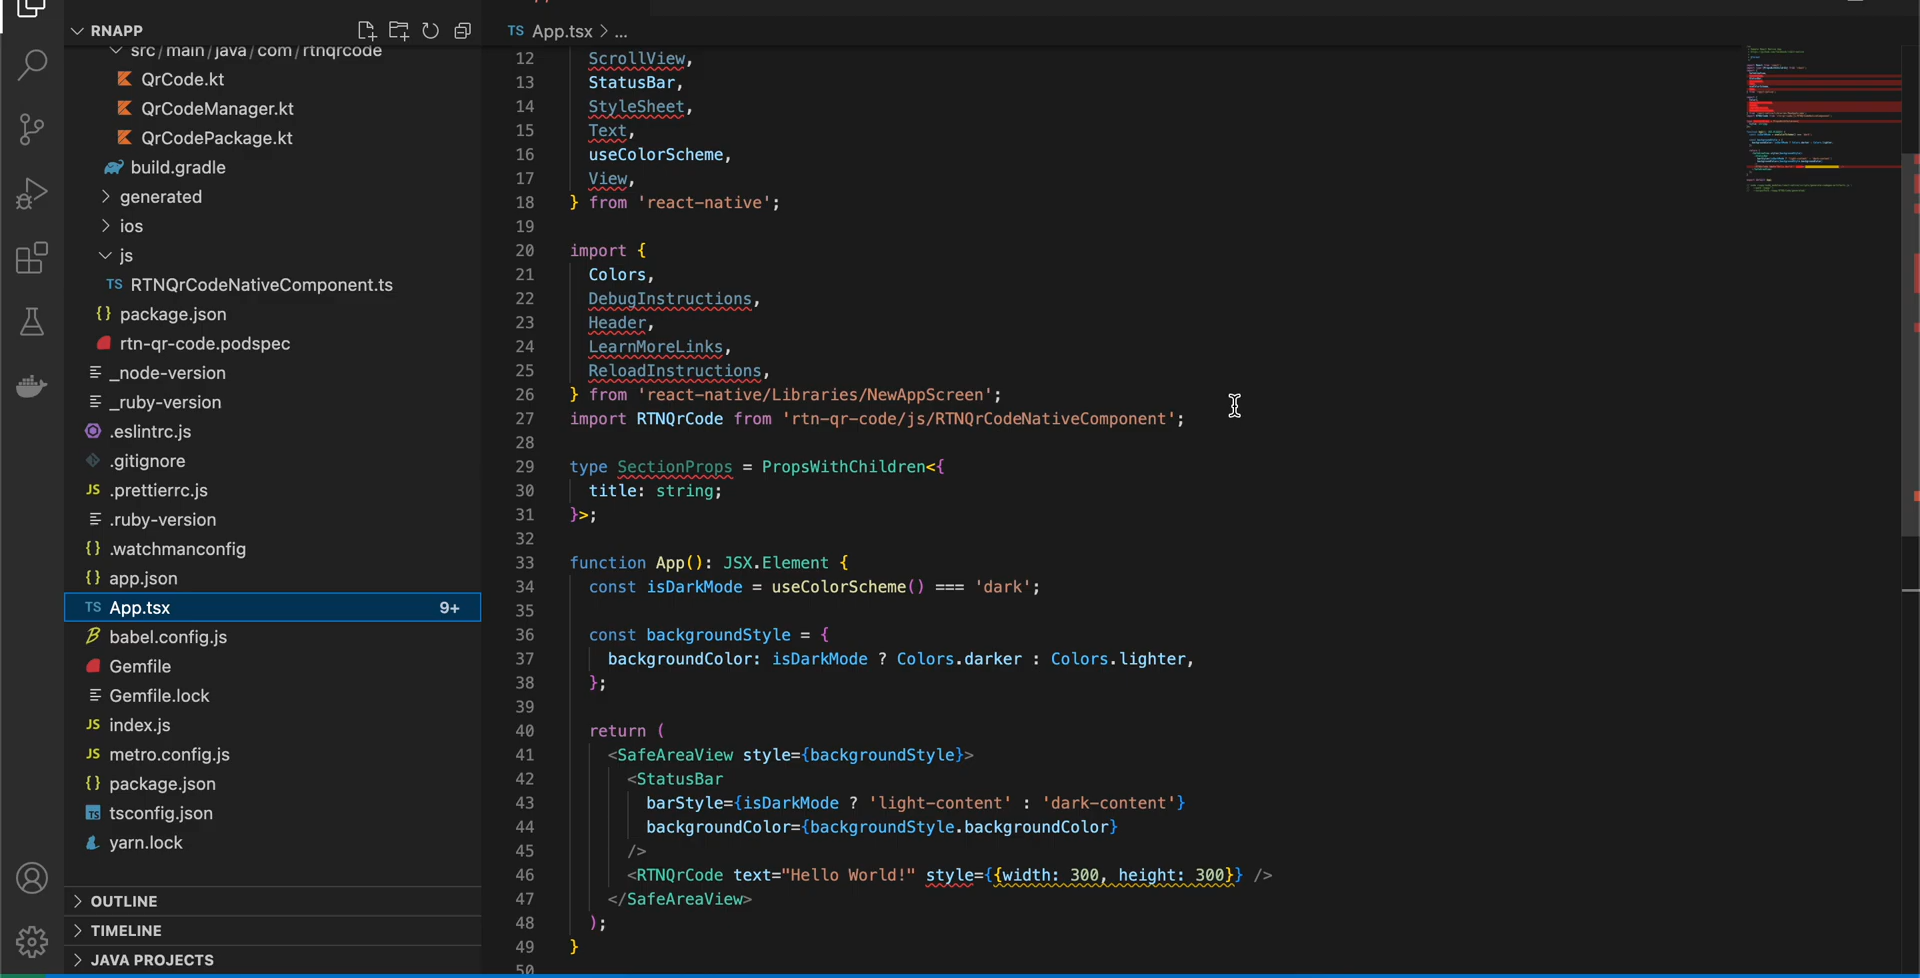 RNAPP
src/main/java/com/rtnqrcode
QrCode.kt
QrCodeManager.kt
QrCodePackage.kt
build.gradle
generated
ios
js
TS RTNQrCodeNativeComponent.ts
{} package.json
rtn-qr-code.podspec
_node-version
_ruby-version
.eslintrc.js
.gitignore
JS .prettierrc.js
.ruby-version
{} .watchmanconfig
{} app.json
TS App.tsx 9+
babel.config.js
Gemfile
Gemfile.lock
JS index.js
JS metro.config.js
{} package.json
TS tsconfig.json
yarn.lock
OUTLINE
TIMELINE
JAVA PROJECTS
TS App.tsx > ...
12 ScrollView,
13 StatusBar,
14 StyleSheet,
15 Text,
16 useColorScheme,
17 View,
18 } from 'react-native';
19
20 import {
21 Colors,
22 DebugInstructions,
23 Header,
24 LearnMoreLinks,
25 ReloadInstructions,
26 } from 'react-native/Libraries/NewAppScreen';
27 import RTNQrCode from 'rtn-qr-code/js/RTNQrCodeNativeComponent';
28
29 type SectionProps = PropsWithChildren<{
30 title: string;
31 }>;
32
33 function App(): JSX.Element {
34 const isDarkMode = useColorScheme() === 'dark';
35
36 const backgroundStyle = {
37 backgroundColor: isDarkMode ? Colors.darker : Colors.lighter,
38 };
39
40 return (
41 <SafeAreaView style={backgroundStyle}>
42 <StatusBar
43 barStyle={isDarkMode ? 'light-content' : 'dark-content'}
44 backgroundColor={backgroundStyle.backgroundColor}
45 />
46 <RTNQrCode text="Hello World!" style={{width: 300, height: 300}} />
47 </SafeAreaView>
48 );
49 }
50